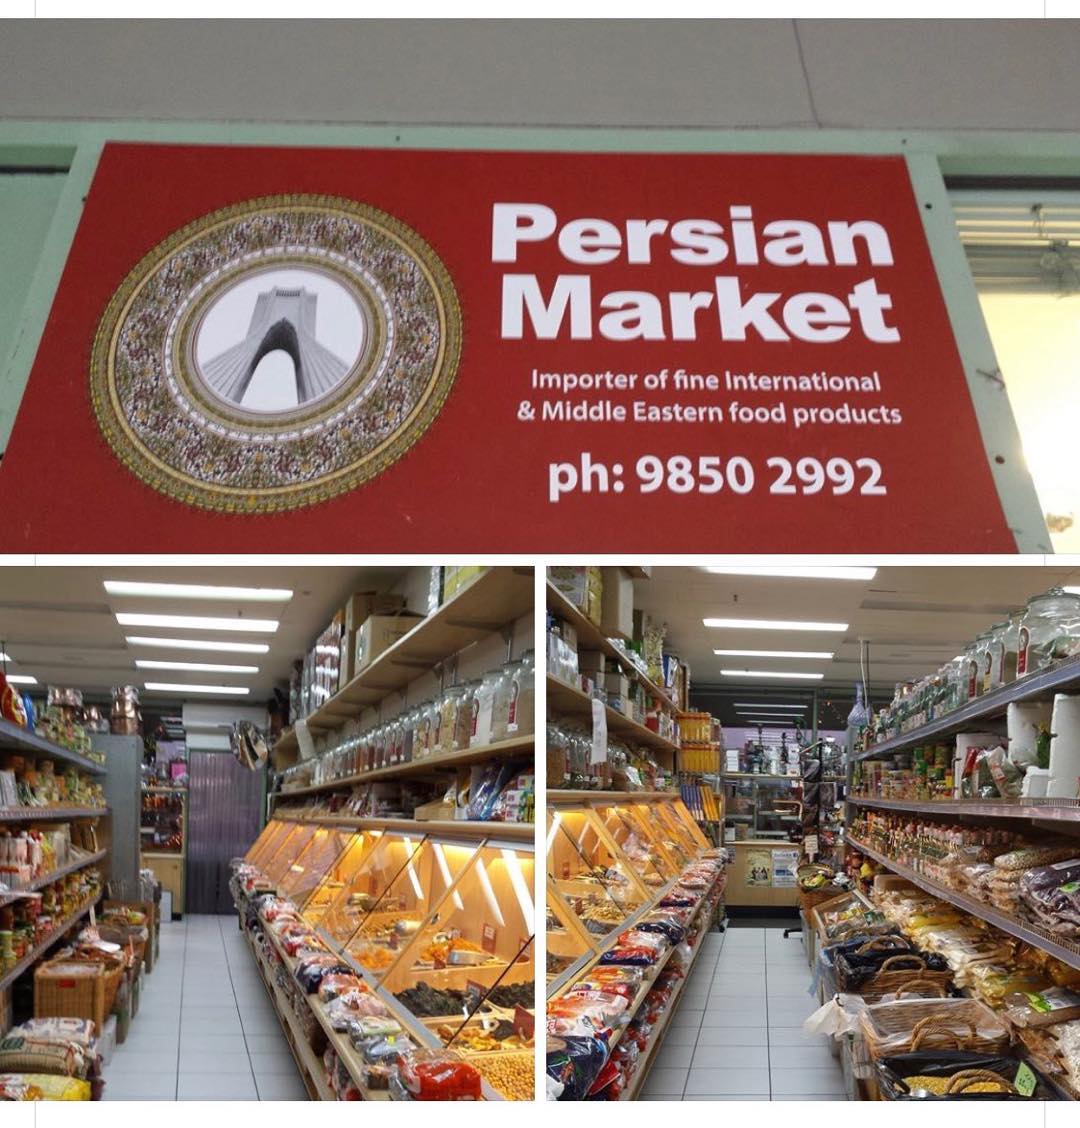 Persian
Market
Importer of fine International
& Middle Eastern food products
ph: 9850 2992